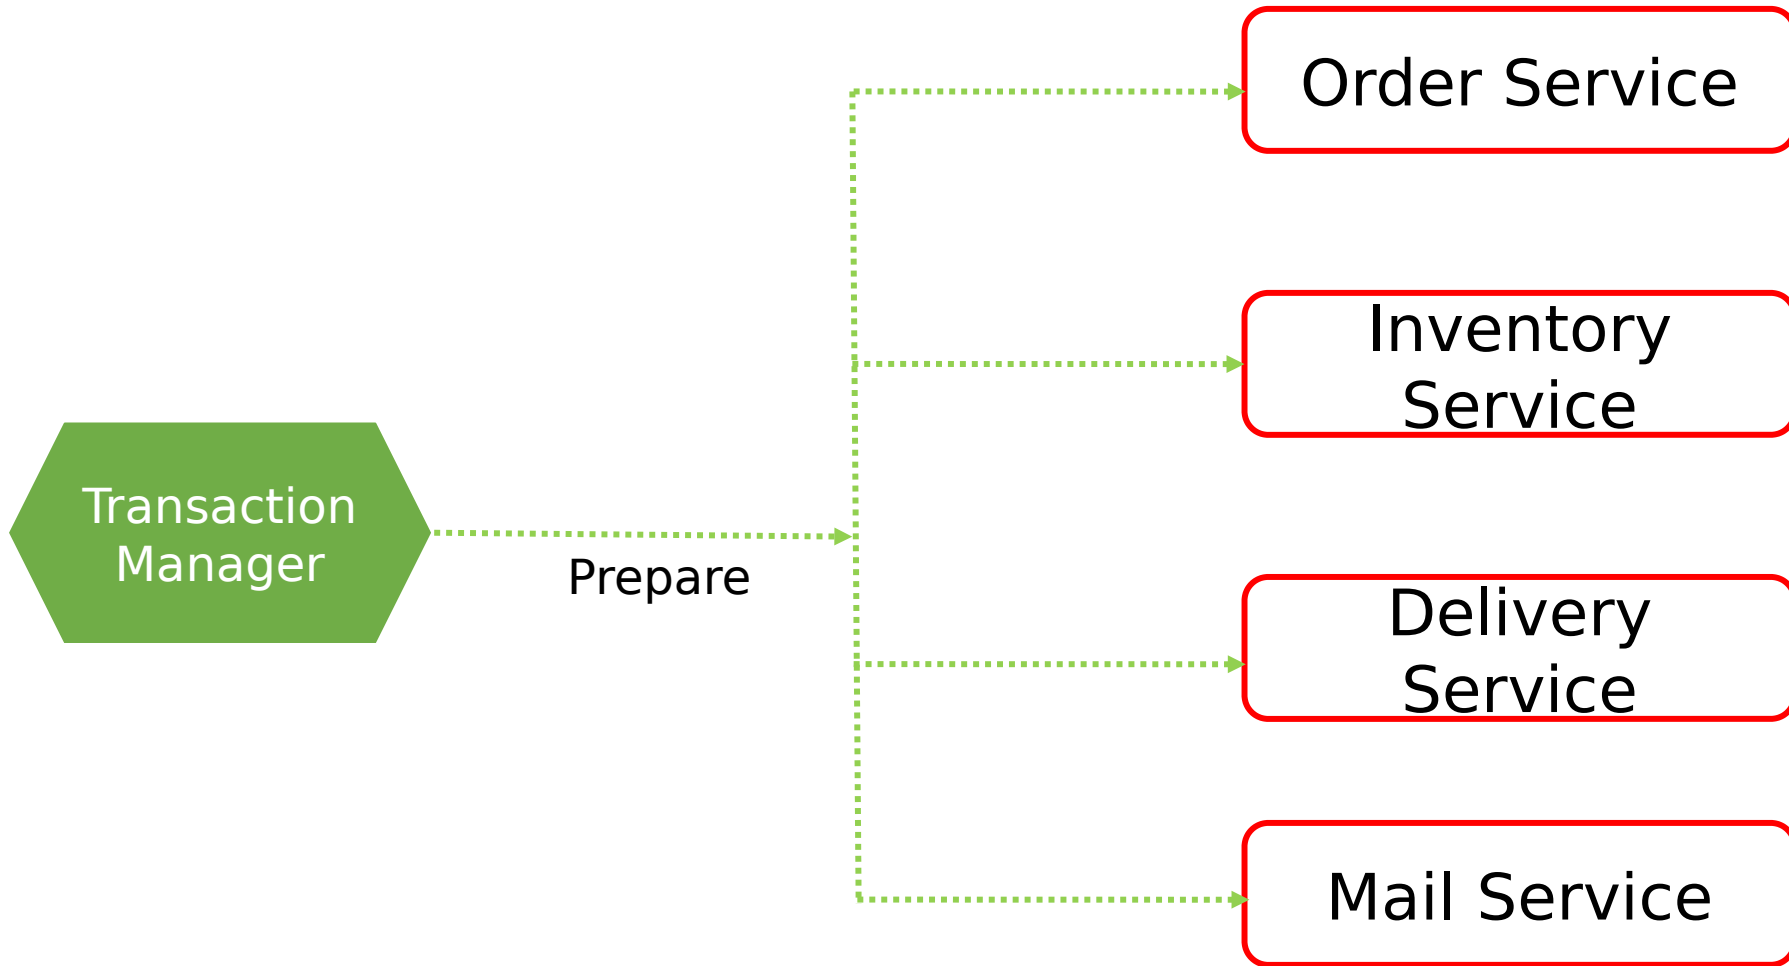 Order Service
Inventory
Service
Transaction
Manager
Prepare
Delivery
Service
Mail Service